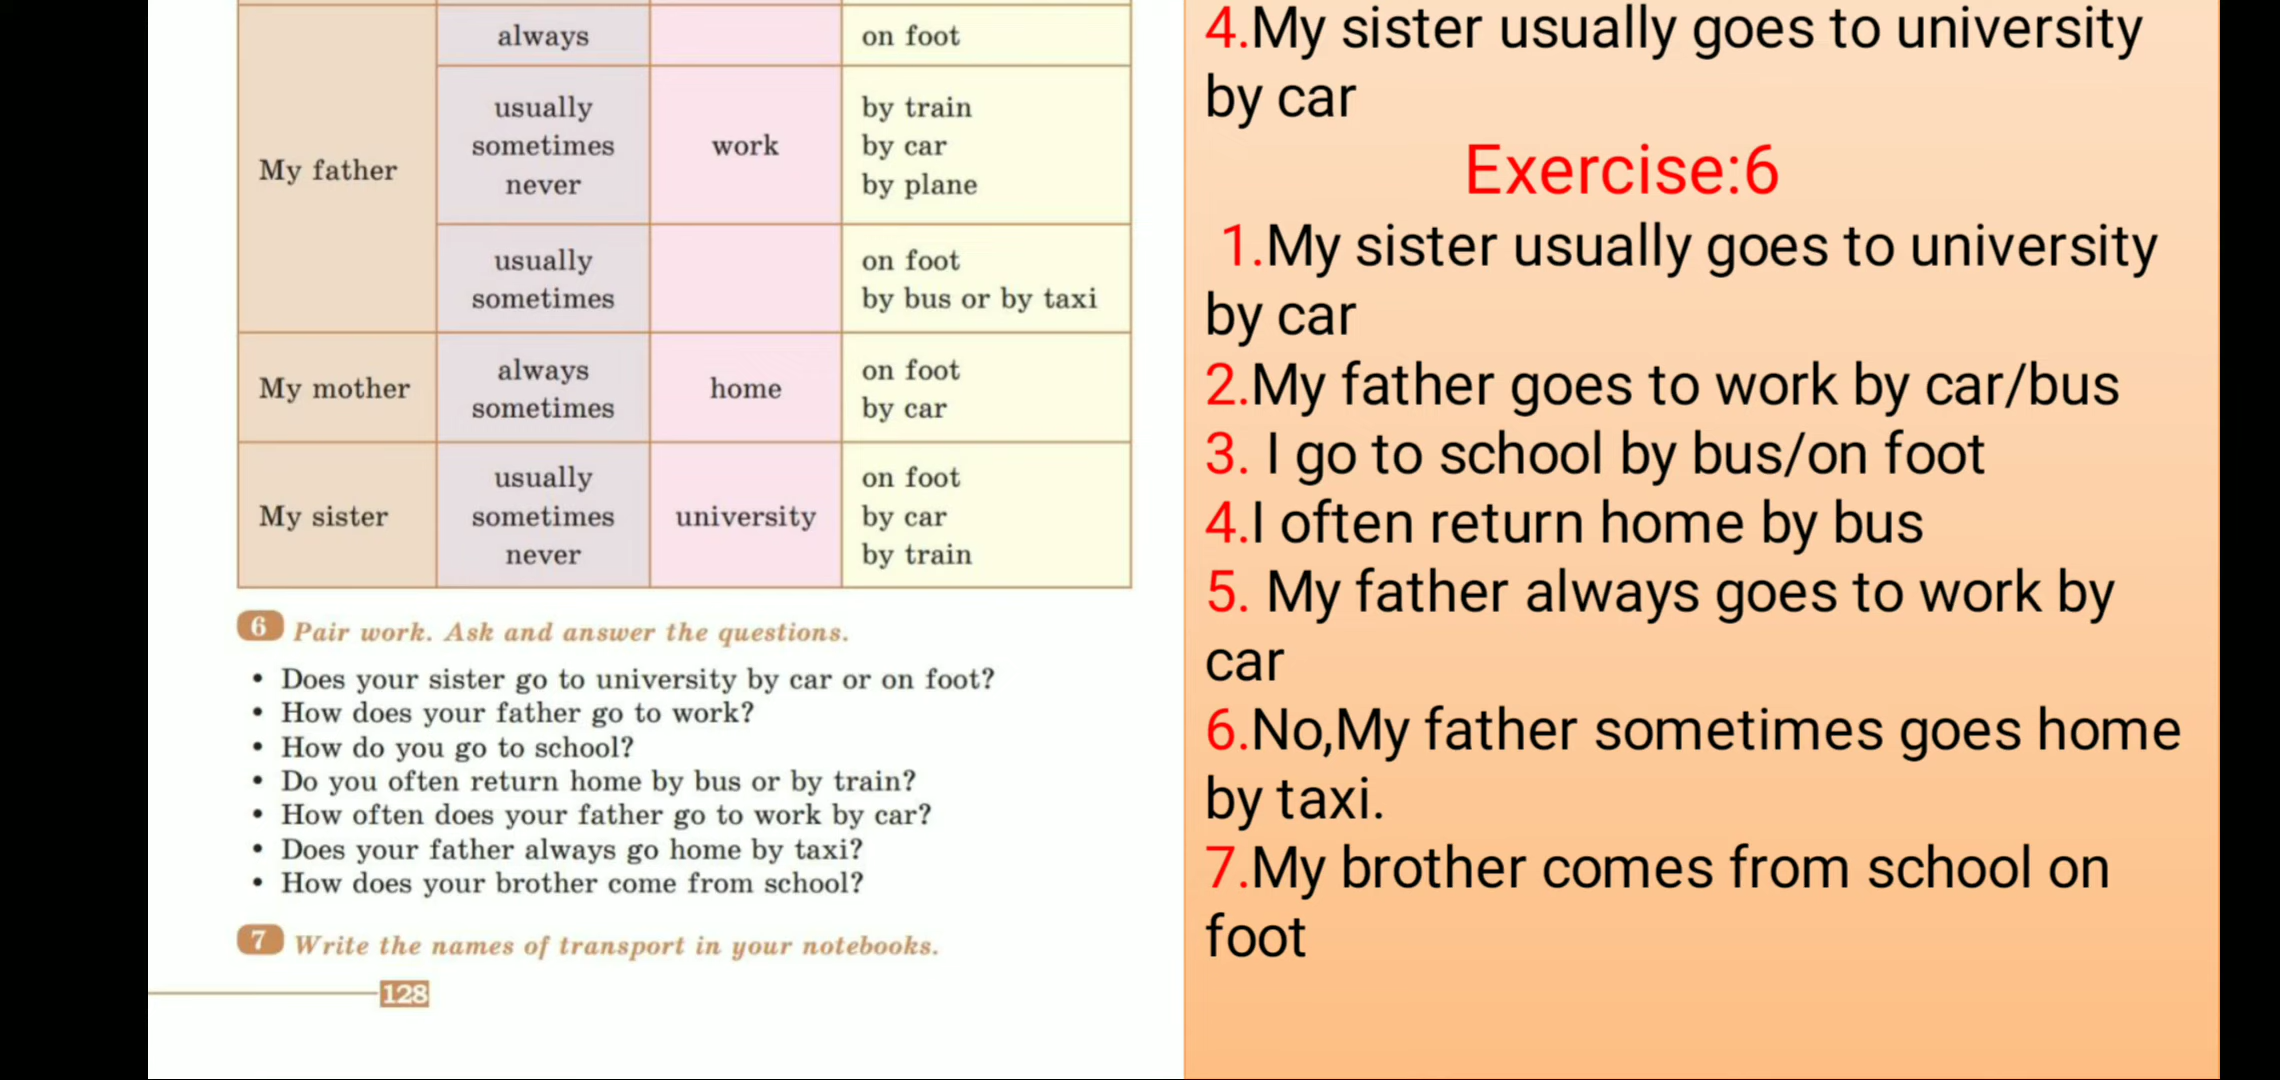 always on foot
usually by train
sometimes work by car
My father
never by plane
usually on foot
sometimes by bus or by taxi
always on foot
My mother home
sometimes by car
usually on foot
My sister sometimes university by car
never by train
6 Pair work. Ask and answer the questions.
• Does your sister go to university by car or on foot?
• How does your father go to work?
• How do you go to school?
• Do you often return home by bus or by train?
• How often does your father go to work by car?
• Does your father always go home by taxi?
• How does your brother come from school?
7 Write the names of transport in your notebooks.
128
4.My sister usually goes to university
by car
Exercise:6
1.My sister usually goes to university
by car
2.My father goes to work by car/bus
3. I go to school by bus/on foot
4.I often return home by bus
5. My father always goes to work by
car
6.No,My father sometimes goes home
by taxi.
7.My brother comes from school on
foot